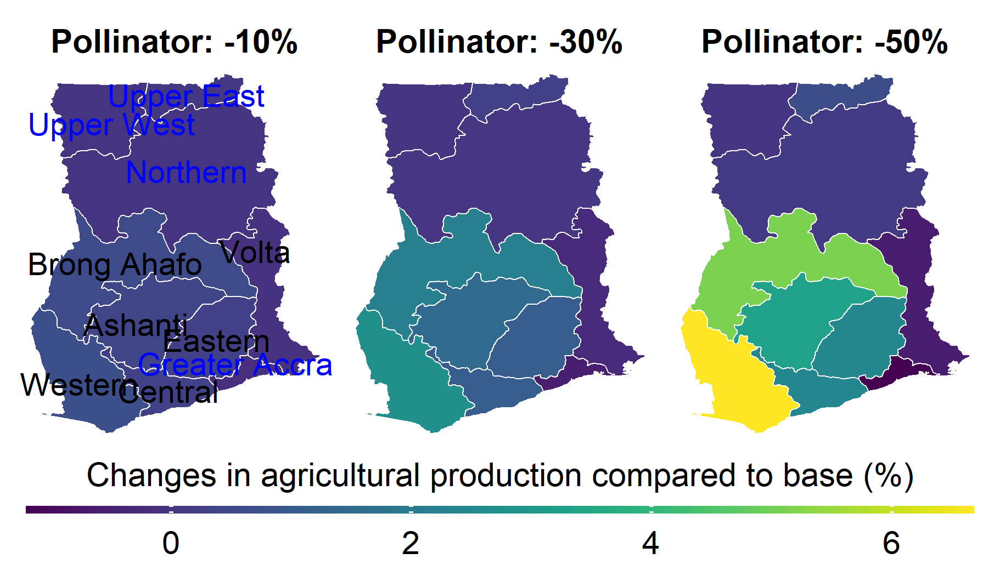 Pollinator: -10% Pollinator: -30% Pollinator: -50%
Upper East
Upper West
Northern
Volta
Brong Ahafo
Ashanti
Eastern
Greater Accra
Western
Central
Changes in agricultural production compared to base (%)
0 2 4 6